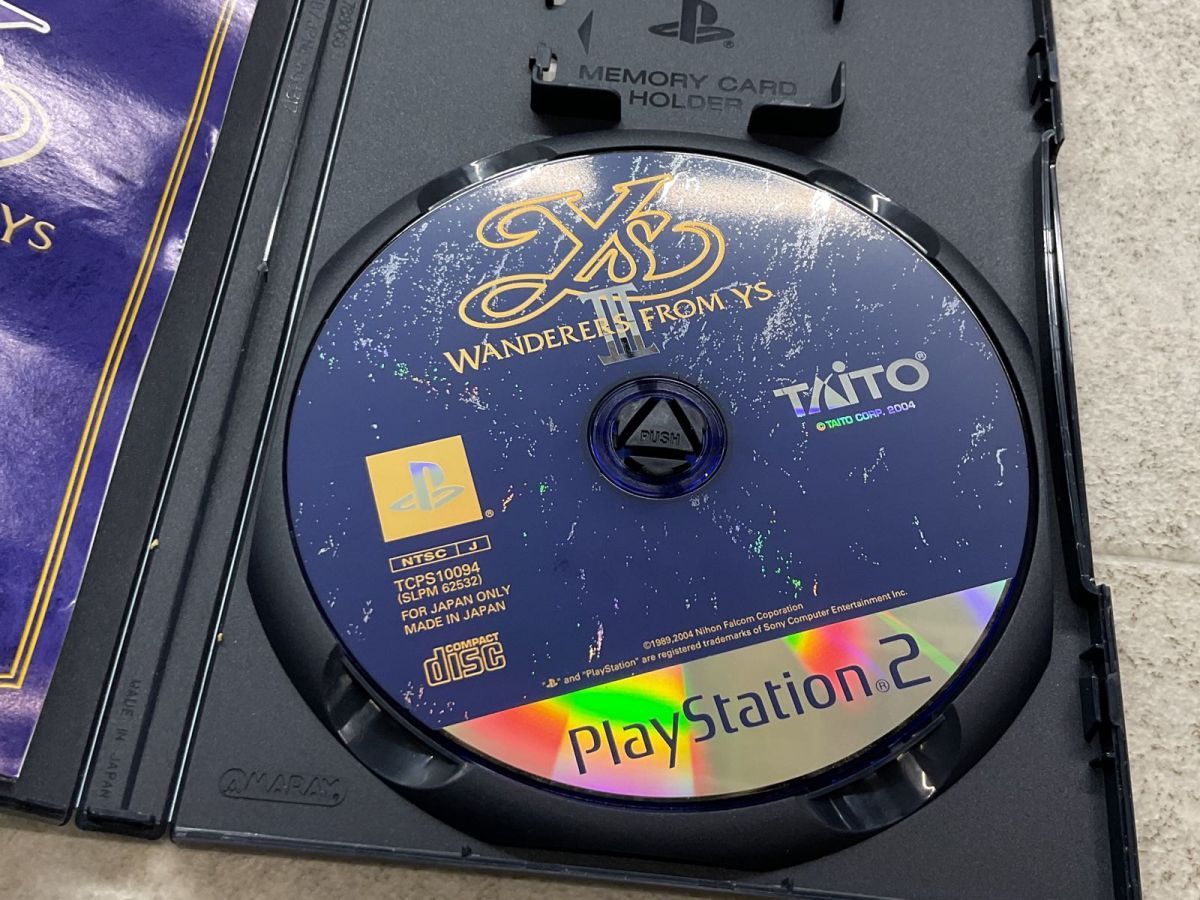 YS
MEMORY CARD
HOLDER
Ys
III
WANDERERS FROM YS
TAITO®
©TAITO CORP. 2004
PUSH
®
NTSC J
TCPS10094
(SLPM 62532)
FOR JAPAN ONLY
MADE IN JAPAN
COMPACT
disc
©1989,2004 Nihon Falcom Coporation
" " and "PlayStation" are registered trademarks of Sony Computer Entertainment Inc.
PlayStation®2
MADE IN JAPAN
AMARAY